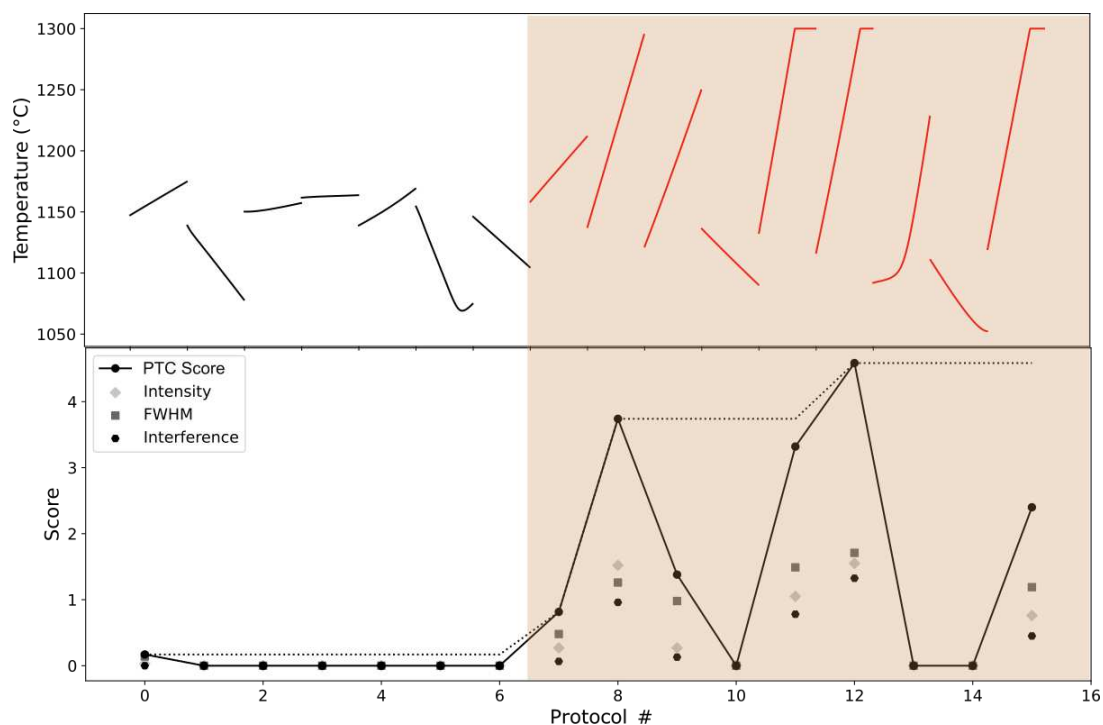 1300
1250
1200
1150
1100
1050
Temperature (°C)
PTC Score
Intensity
FWHM
Interference
4
3
2
1
0
Score
0 2 4 6 8 10 12 14 16
Protocol #